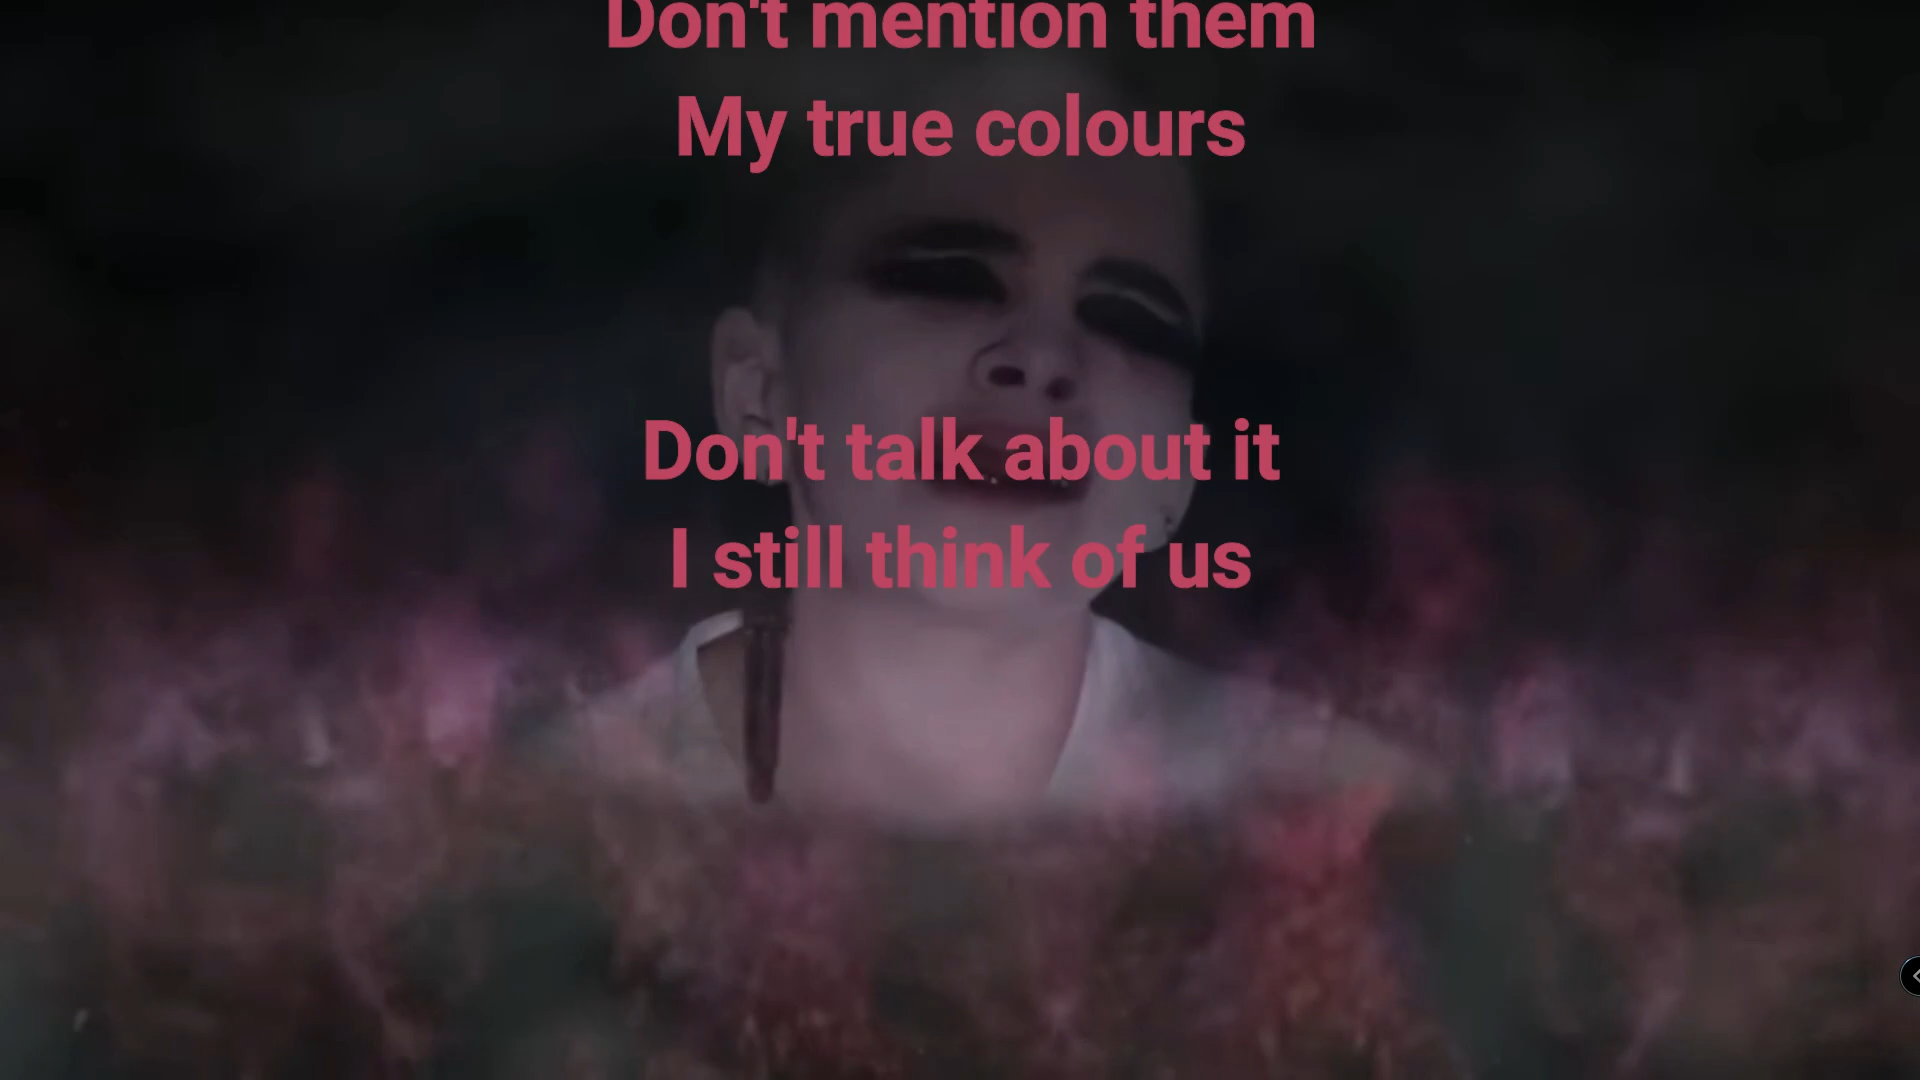 Don't mention them
My true colours
Don't talk about it
I still think of us